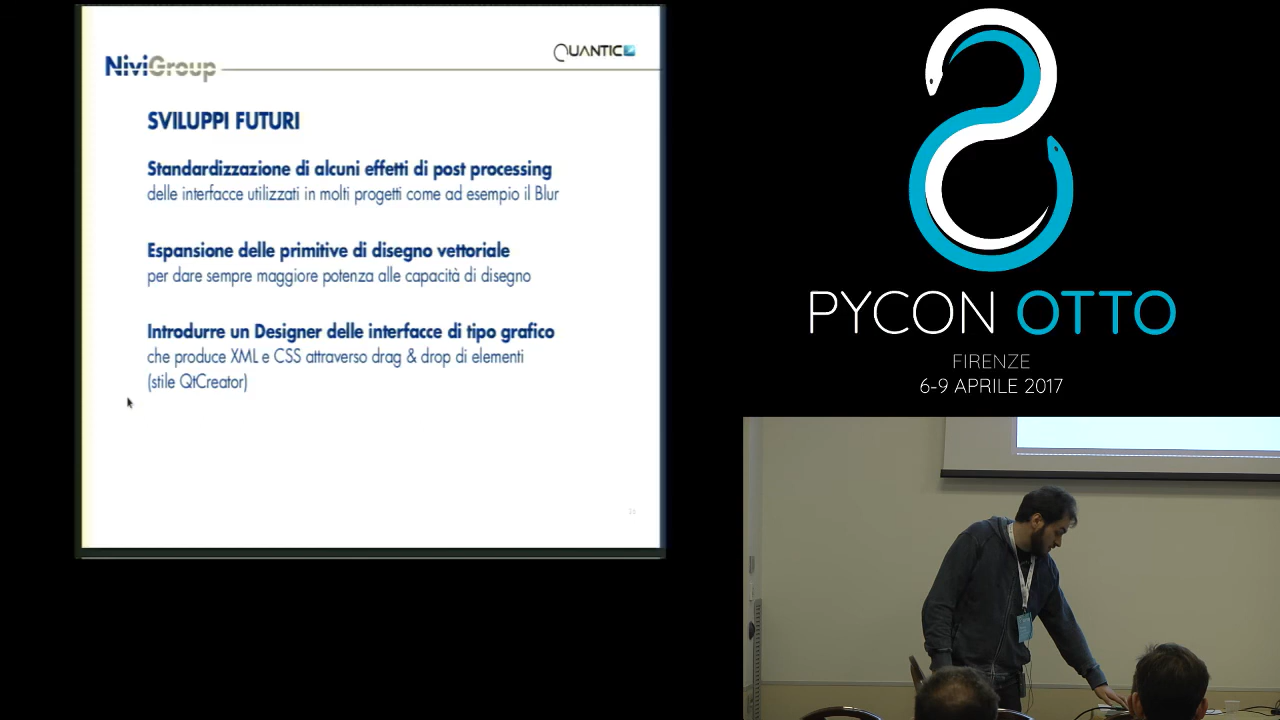 NiviGroup
QUANTIC
SVILUPPI FUTURI
Standardizzazione di alcuni effetti di post processing
delle interfacce utilizzati in molti progetti come ad esempio il Blur
Espansione delle primitive di disegno vettoriale
per dare sempre maggiore potenza alle capacità di disegno
Introdurre un Designer delle interfacce di tipo grafico
che produce XML e CSS attraverso drag & drop di elementi
(stile QtCreator)
PYCON OTTO
FIRENZE
6-9 APRILE 2017